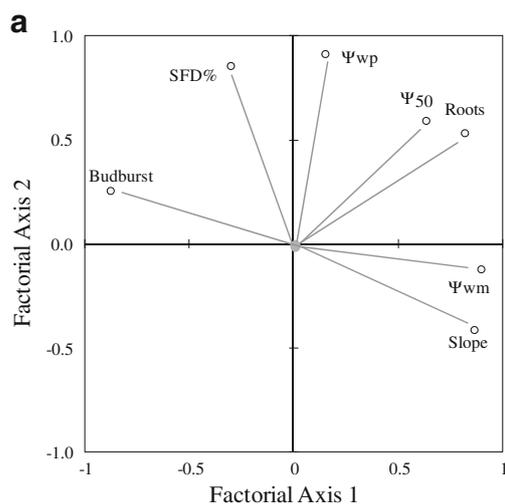 a
1.0
SFD%
Ψwp
Ψ50
Roots
0.5
Budburst
Factorial Axis 2
0.0
Ψwm
Slope
-0.5
-1.0
-1 -0.5 0 0.5 1
Factorial Axis 1